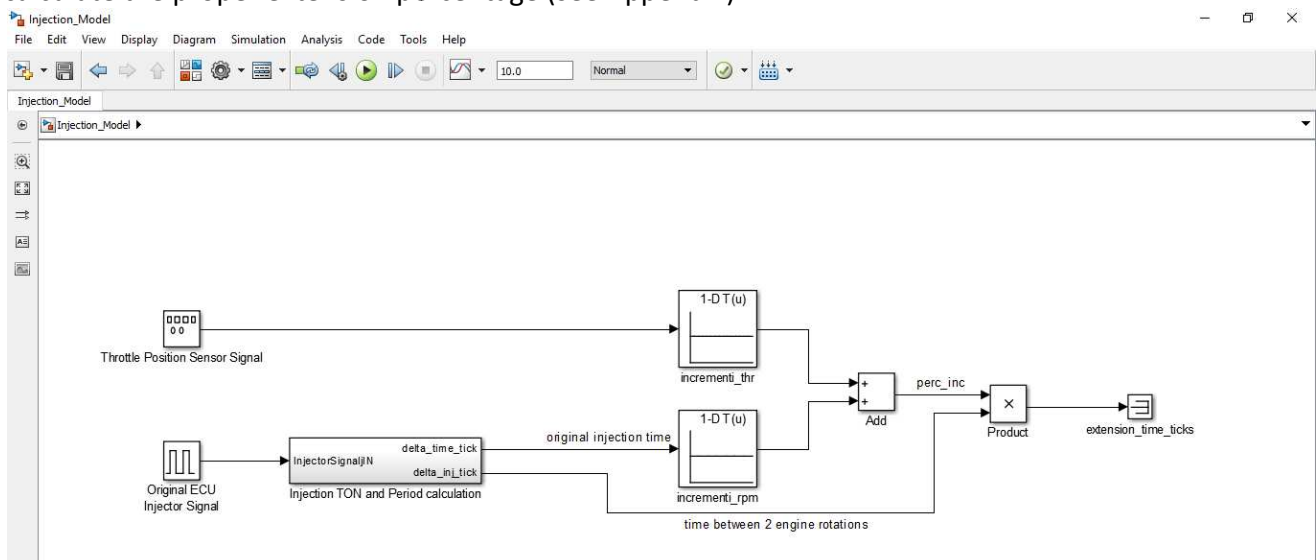 Injection_Model
File Edit View Display Diagram Simulation Analysis Code Tools Help
10.0 Normal
Injection_Model
Injection_Model
1-D T(u)
Throttle Position Sensor Signal
incrementi_thr
perc_inc
Add
Product
extension_time_ticks
1-D T(u)
original injection time
InjectorSignal|IN
delta_time_tick
delta_inj_tick
Original ECU
Injector Signal
Injection TON and Period calculation
incrementi_rpm
time between 2 engine rotations